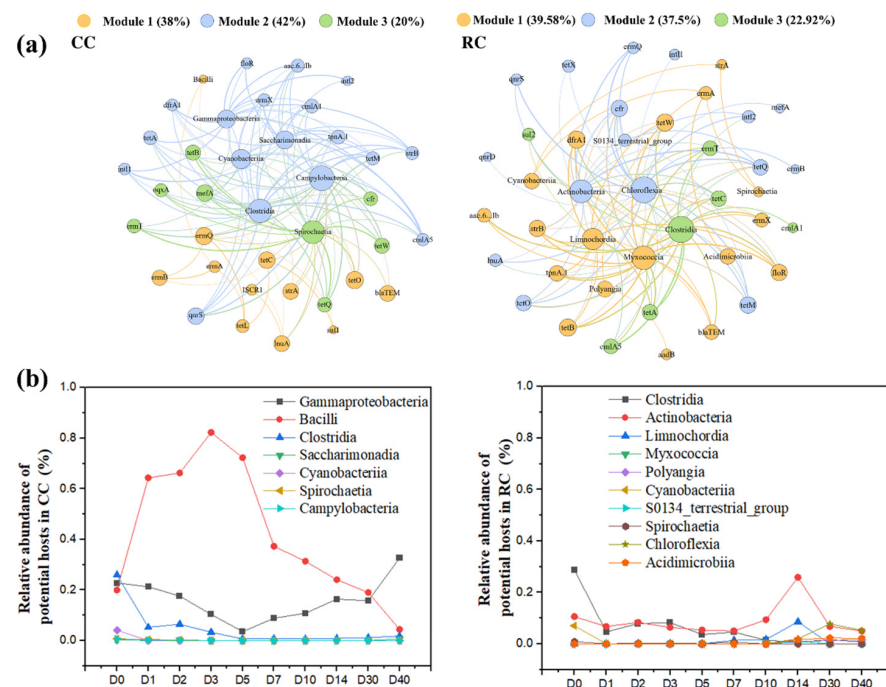 Module 1 (38%) Module 2 (42%) Module 3 (20%) Module 1 (39.58%) Module 2 (37.5%) Module 3 (22.92%)
(a) CC RC
floR
aac.6...Ib
Bacilli
intl2
dfrA1
ermX
cmlA1
Gammaproteobacteria
Saccharimonadia
tetA
tpnA.1
strB
tetB
Cyanobacteriia
tetM
intl1
Campylobacteria
oqxA
mefA
cfr
Clostridia
ermT
Spirochaetia
ermQ
cmlA5
tetW
tetC
ermB
ermA
ISCR1
strA
tetO
blaTEM
qnrS
tetQ
tetL
sul1
lnuA
ermQ
intl1
strA
tetX
qnrS
ermA
cfr
mefA
tetW
intl2
sul2
dfrA1
S0134_terrestrial_group
ermT
qnrD
tetQ
ermB
Cyanobacteriia
Actinobacteria
Chloroflexia
Spirochaetia
tetC
aac.6...Ib
ermX
strB
Clostridia
cmlA1
Limnochordia
lnuA
Myxococcia
Acidimicrobiia
tpnA.1
floR
Polyangia
tetO
tetM
tetA
tetB
blaTEM
cmlA5
aadB
(b)
Relative abundance of
potential hosts in CC (%)
1.0
0.8
0.6
0.4
0.2
0.0
Gammaproteobacteria
Bacilli
Clostridia
Saccharimonadia
Cyanobacteriia
Spirochaetia
Campylobacteria
D0 D1 D2 D3 D5 D7 D10 D14 D30 D40
Relative abundance of
potential hosts in RC (%)
1.0
0.8
0.6
0.4
0.2
0.0
Clostridia
Actinobacteria
Limnochordia
Myxococcia
Polyangia
Cyanobacteriia
S0134_terrestrial_group
Spirochaetia
Chloroflexia
Acidimicrobiia
D0 D1 D2 D3 D5 D7 D10 D14 D30 D40